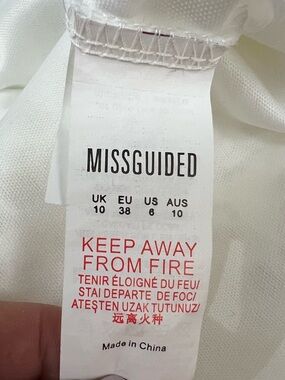 MISSGUIDED
UK EU US AUS
10 38 6 10
KEEP AWAY
FROM FIRE
TENIR ÉLOIGNÉ DU FEU/
STAI DEPARTE DE FOC/
ATEŞTEN UZAK TUTUNUZ/
远离火种
Made in China